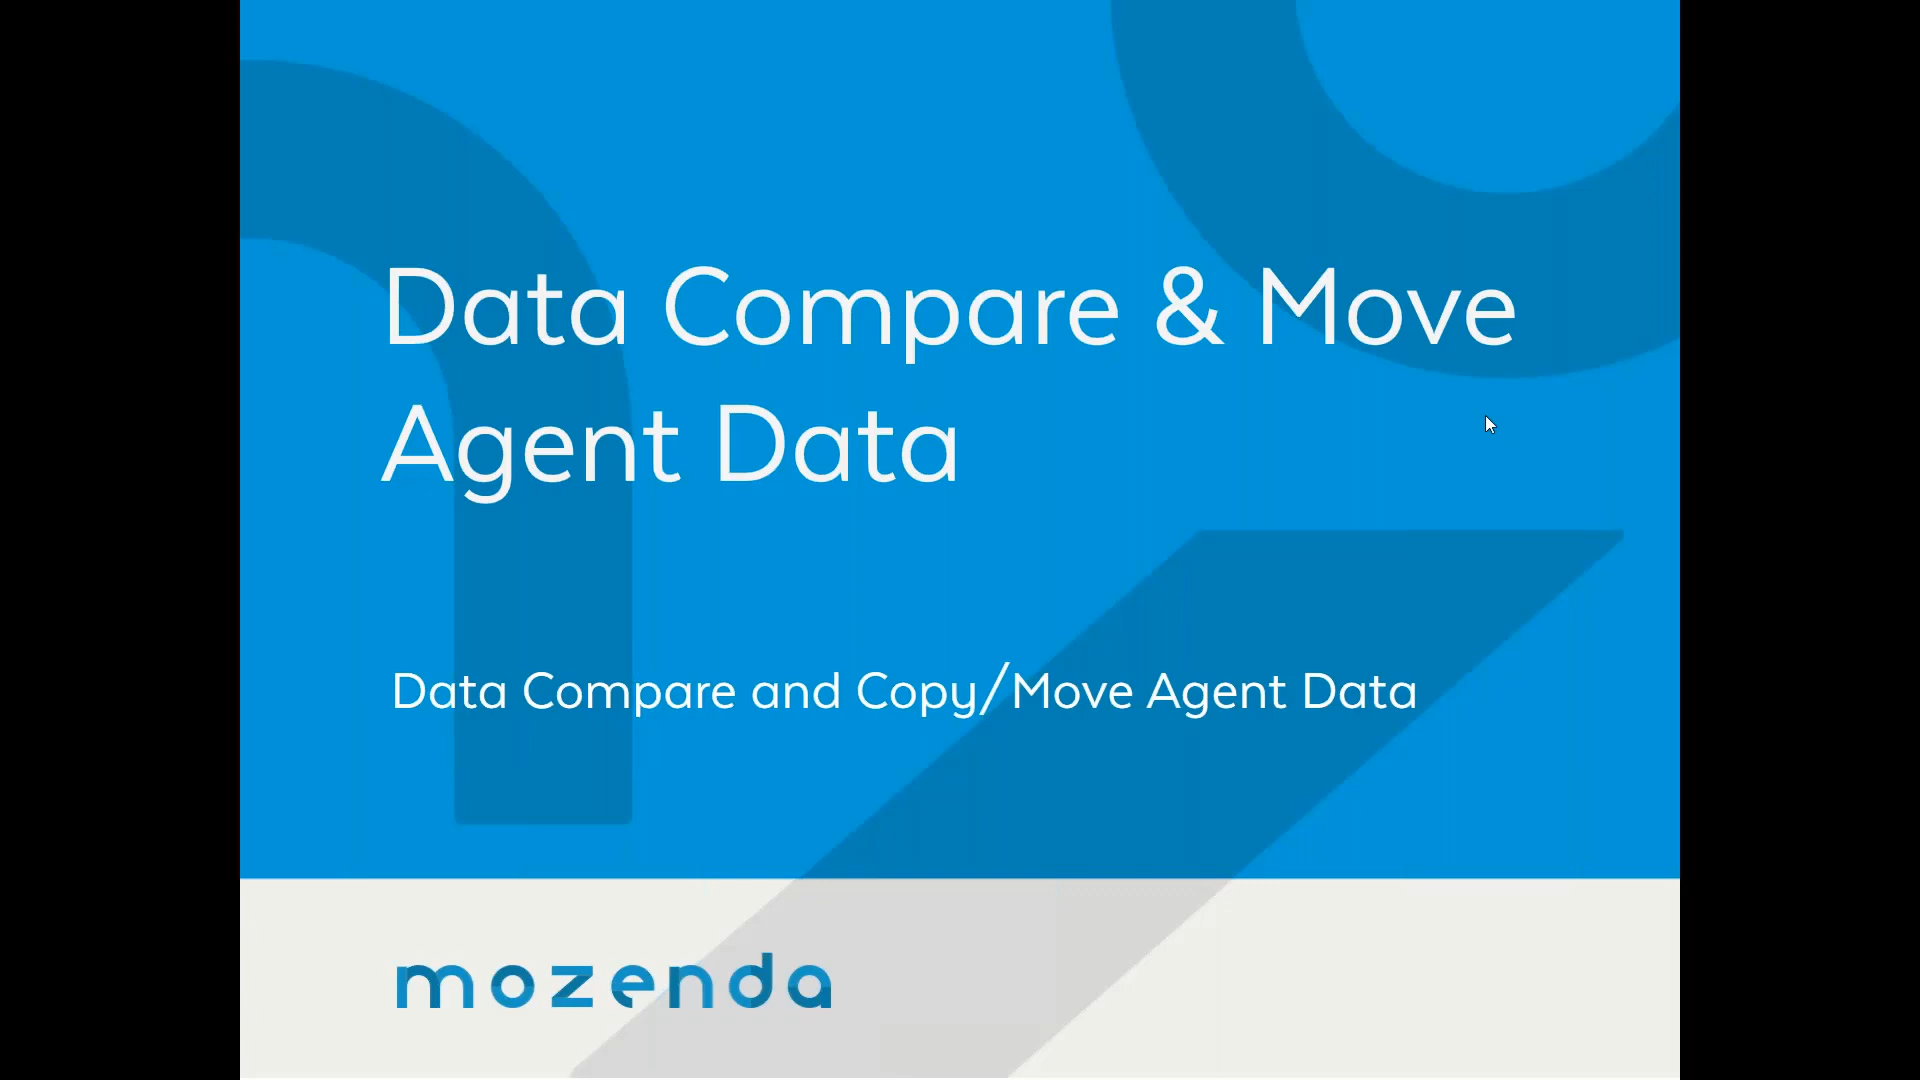 Data Compare & Move
Agent Data
Data Compare and Copy/Move Agent Data
mozenda